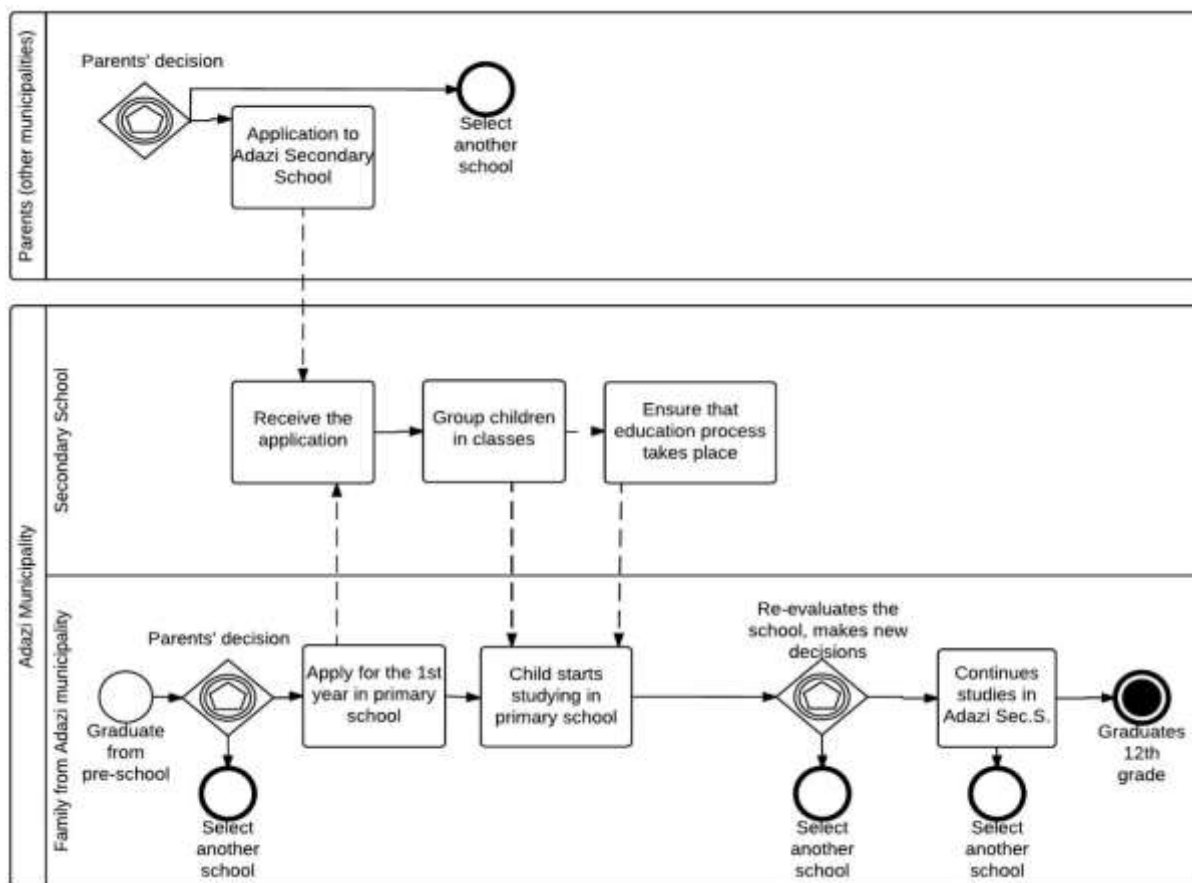 Parents (other municipalities)
Parents' decision
Application to
Adazi Secondary
School
Select
another
school
Adazi Municipality
Secondary School
Receive the
application
Group children
in classes
Ensure that
education process
takes place
Family from Adazi municipality
Graduate
from
pre-school
Parents' decision
Select
another
school
Apply for the 1st
year in primary
school
Child starts
studying in
primary school
Re-evaluates the
school, makes new
decisions
Select
another
school
Continues
studies in
Adazi Sec.S.
Select
another
school
Graduates
12th
grade